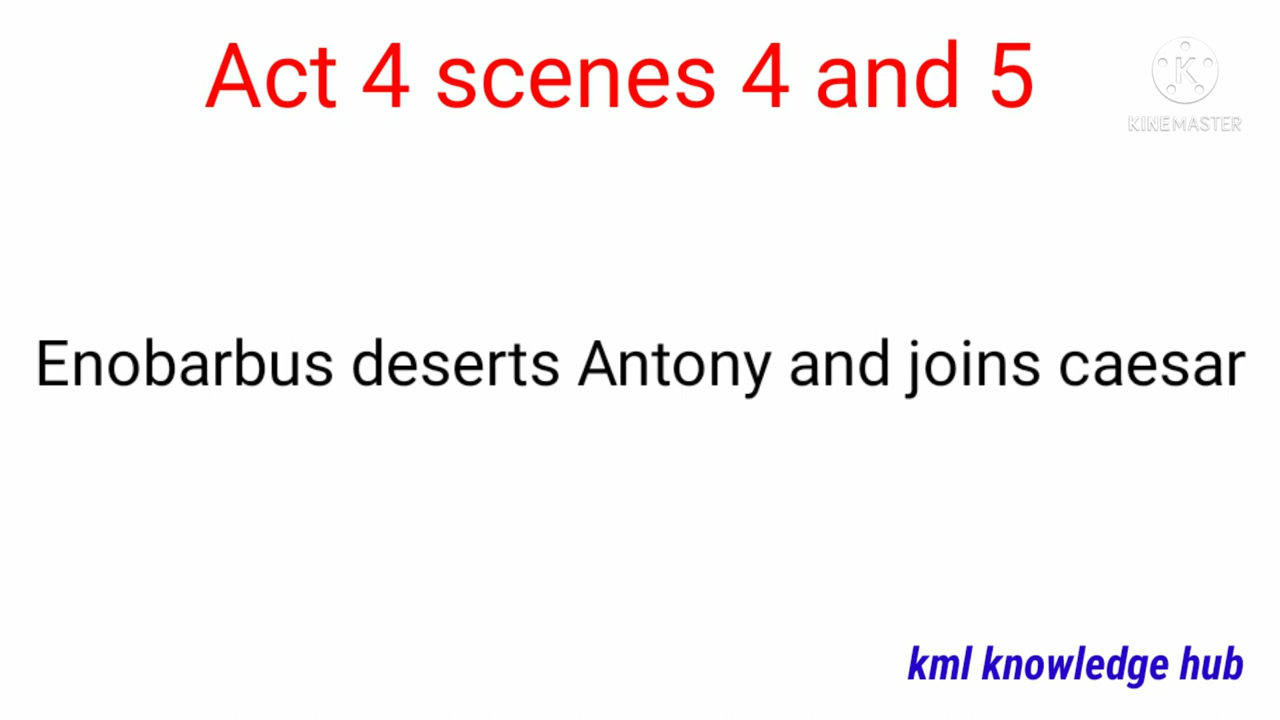 Act 4 scenes 4 and 5
KINEMASTER
Enobarbus deserts Antony and joins caesar
kml knowledge hub